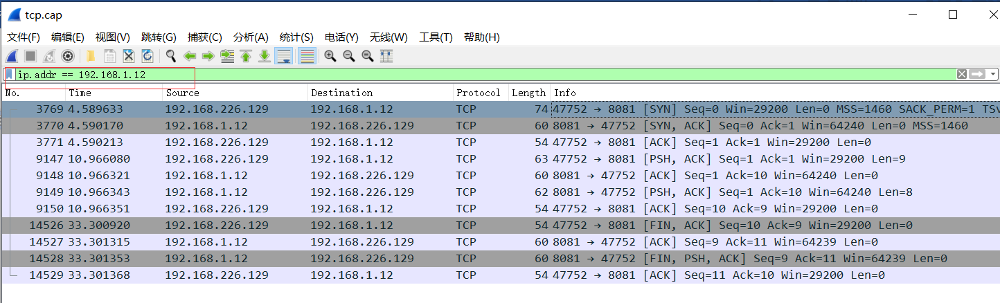 tcp.cap
文件(F) 编辑(E) 视图(V) 跳转(G) 捕获(C) 分析(A) 统计(S) 电话(Y) 无线(W) 工具(T) 帮助(H)
ip.addr == 192.168.1.12
No. Time Source Destination Protocol Length Info
3769 4.589633 192.168.226.129 192.168.1.12 TCP 74 47752 → 8081 [SYN] Seq=0 Win=29200 Len=0 MSS=1460 SACK_PERM=1 TSv
3770 4.590170 192.168.1.12 192.168.226.129 TCP 60 8081 → 47752 [SYN, ACK] Seq=0 Ack=1 Win=64240 Len=0 MSS=1460
3771 4.590213 192.168.226.129 192.168.1.12 TCP 54 47752 → 8081 [ACK] Seq=1 Ack=1 Win=29200 Len=0
9147 10.966080 192.168.226.129 192.168.1.12 TCP 63 47752 → 8081 [PSH, ACK] Seq=1 Ack=1 Win=29200 Len=9
9148 10.966321 192.168.1.12 192.168.226.129 TCP 60 8081 → 47752 [ACK] Seq=1 Ack=10 Win=64240 Len=0
9149 10.966343 192.168.1.12 192.168.226.129 TCP 62 8081 → 47752 [PSH, ACK] Seq=1 Ack=10 Win=64240 Len=8
9150 10.966351 192.168.226.129 192.168.1.12 TCP 54 47752 → 8081 [ACK] Seq=10 Ack=9 Win=29200 Len=0
14526 33.300920 192.168.226.129 192.168.1.12 TCP 54 47752 → 8081 [FIN, ACK] Seq=10 Ack=9 Win=29200 Len=0
14527 33.301315 192.168.1.12 192.168.226.129 TCP 60 8081 → 47752 [ACK] Seq=9 Ack=11 Win=64239 Len=0
14528 33.301353 192.168.1.12 192.168.226.129 TCP 60 8081 → 47752 [FIN, PSH, ACK] Seq=9 Ack=11 Win=64239 Len=0
14529 33.301368 192.168.226.129 192.168.1.12 TCP 54 47752 → 8081 [ACK] Seq=11 Ack=10 Win=29200 Len=0